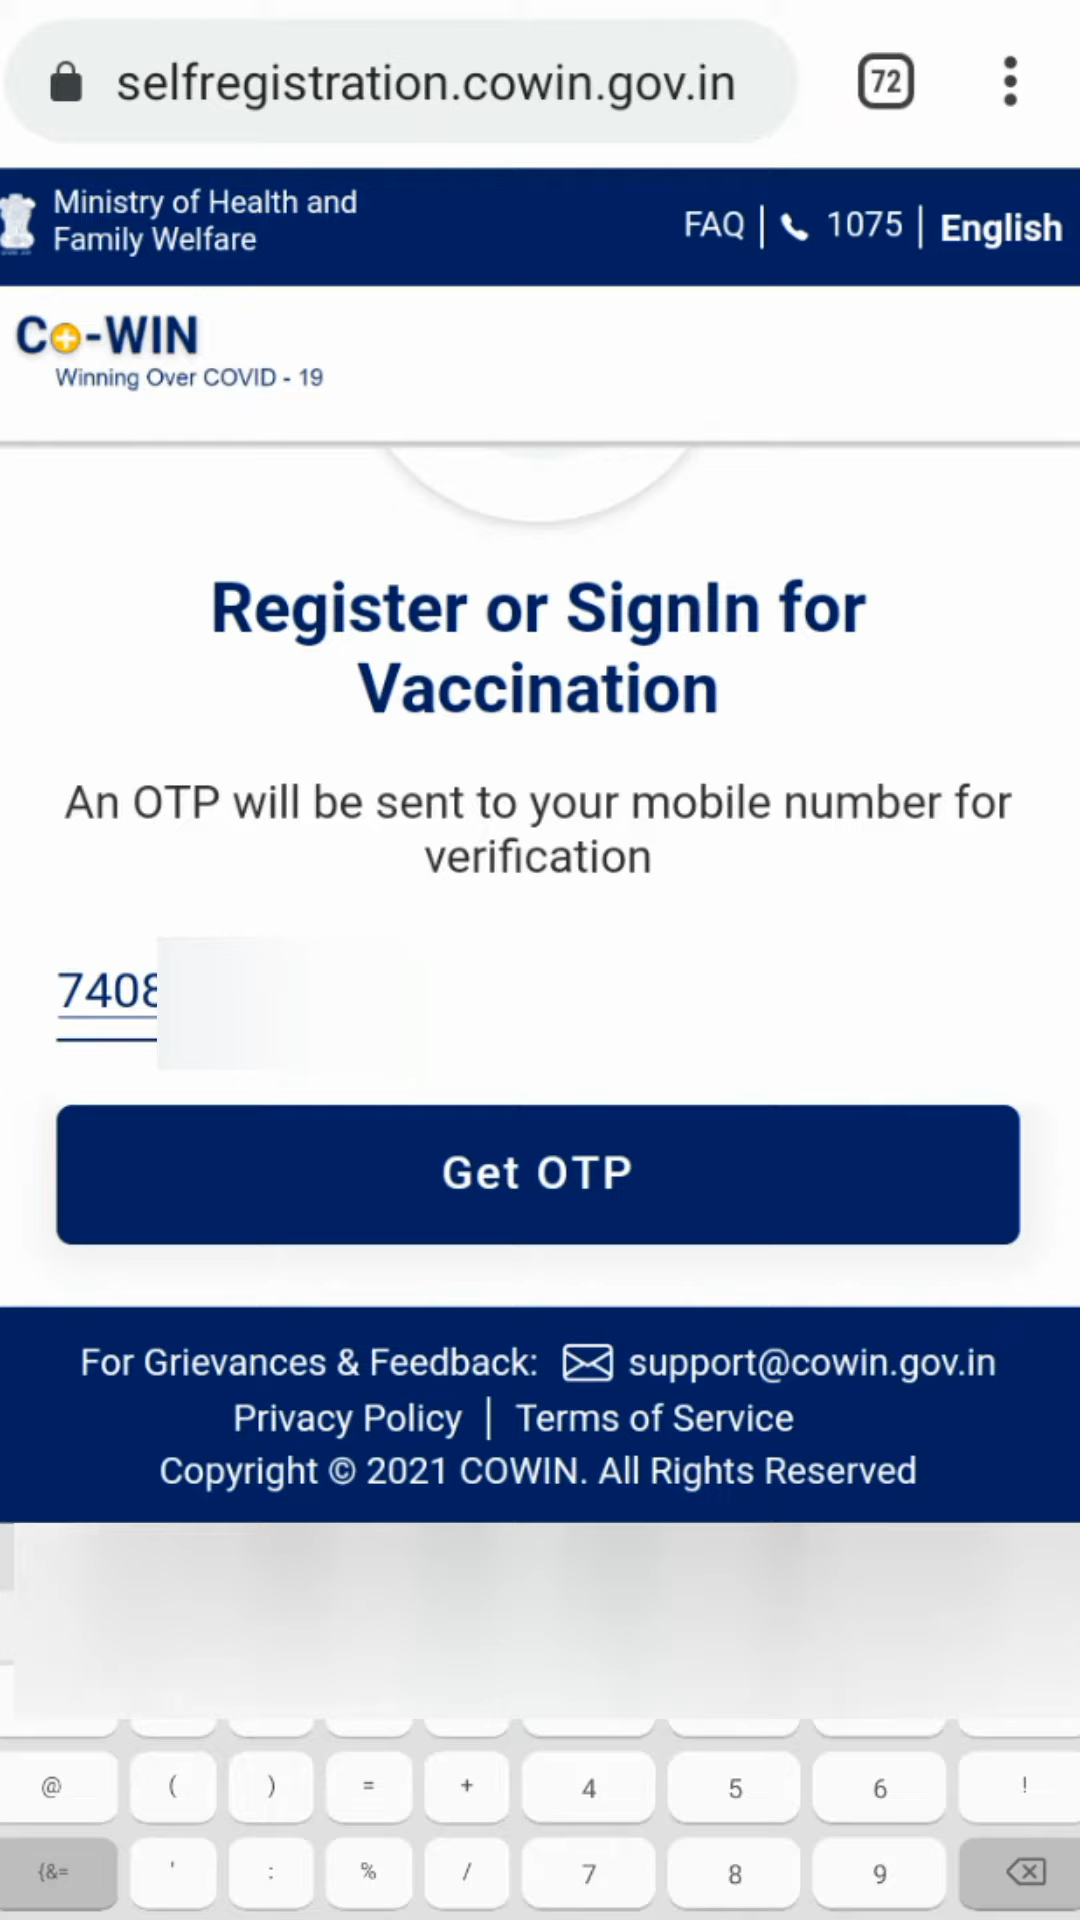 selfregistration.cowin.gov.in 72
Ministry of Health and
Family Welfare
FAQ | 1075 | English
Co-WIN
Winning Over COVID - 19
Register or SignIn for
Vaccination
An OTP will be sent to your mobile number for
verification
7408
Get OTP
For Grievances & Feedback: support@cowin.gov.in
Privacy Policy | Terms of Service
Copyright © 2021 COWIN. All Rights Reserved
@ ( ) = + 4 5 6 !
{&= ' : % / 7 8 9